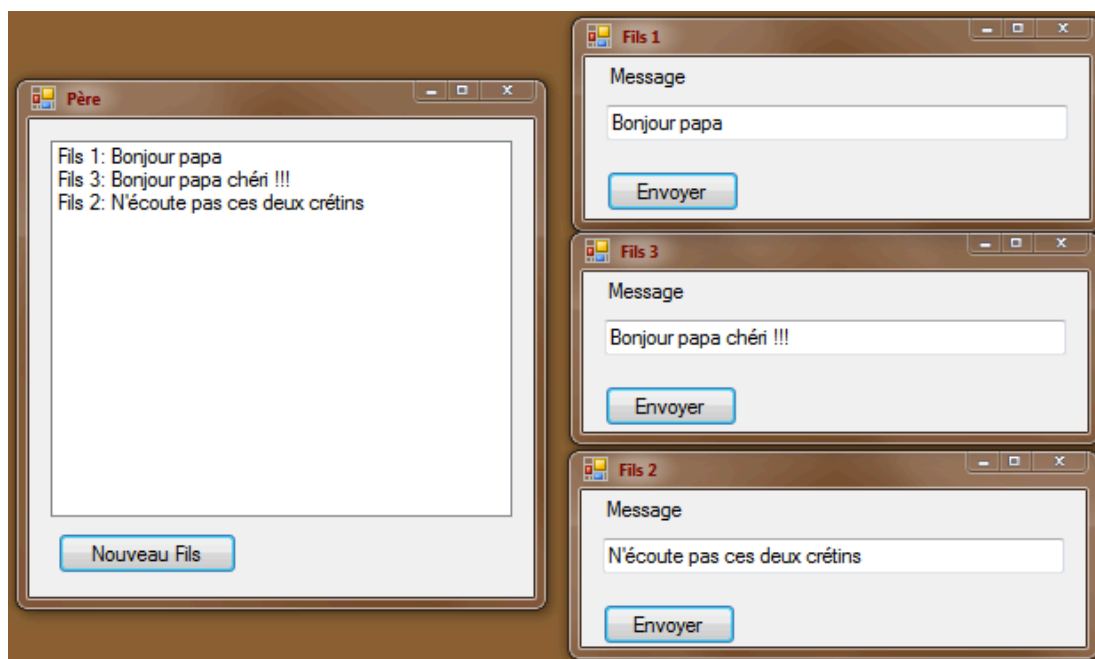 Père
Fils 1: Bonjour papa
Fils 3: Bonjour papa chéri !!!
Fils 2: N'écoute pas ces deux crétins
Nouveau Fils
Fils 1
Message
Bonjour papa
Envoyer
Fils 3
Message
Bonjour papa chéri !!!
Envoyer
Fils 2
Message
N'écoute pas ces deux crétins
Envoyer